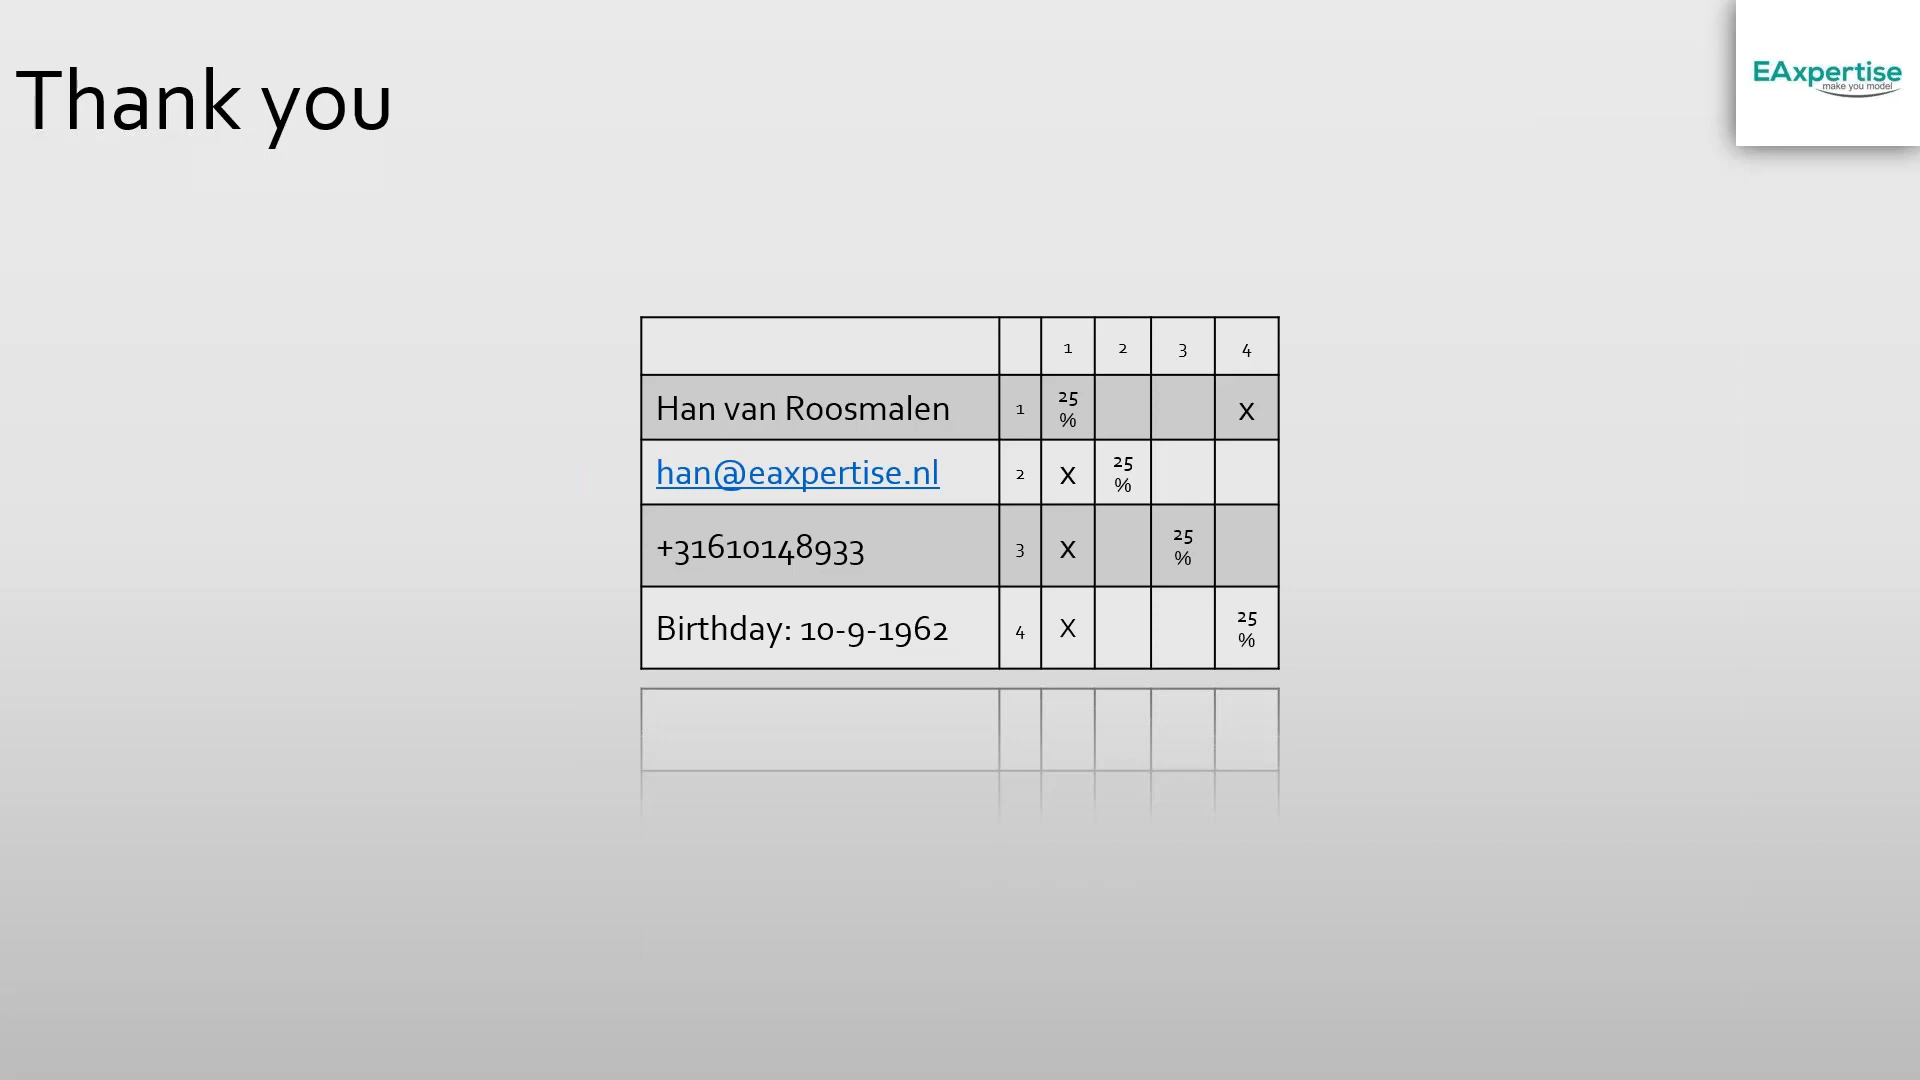 Thank you
EAxpertise
make you model
1 2 3 4
Han van Roosmalen 1 25 % X
han@eaxpertise.nl 2 X 25 %
+31610148933 3 X 25 %
Birthday: 10-9-1962 4 X 25 %